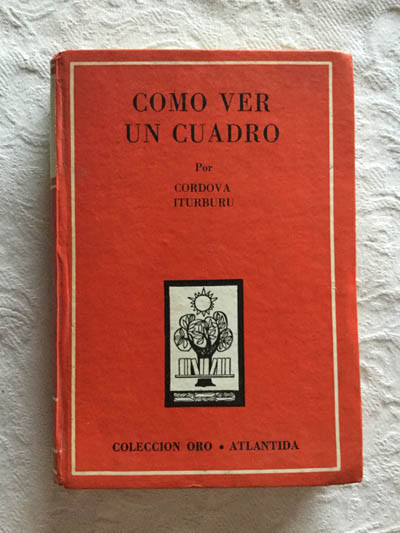 COMO VER
UN CUADRO
Por
CORDOVA
ITURBURU
COLECCION ORO • ATLANTIDA